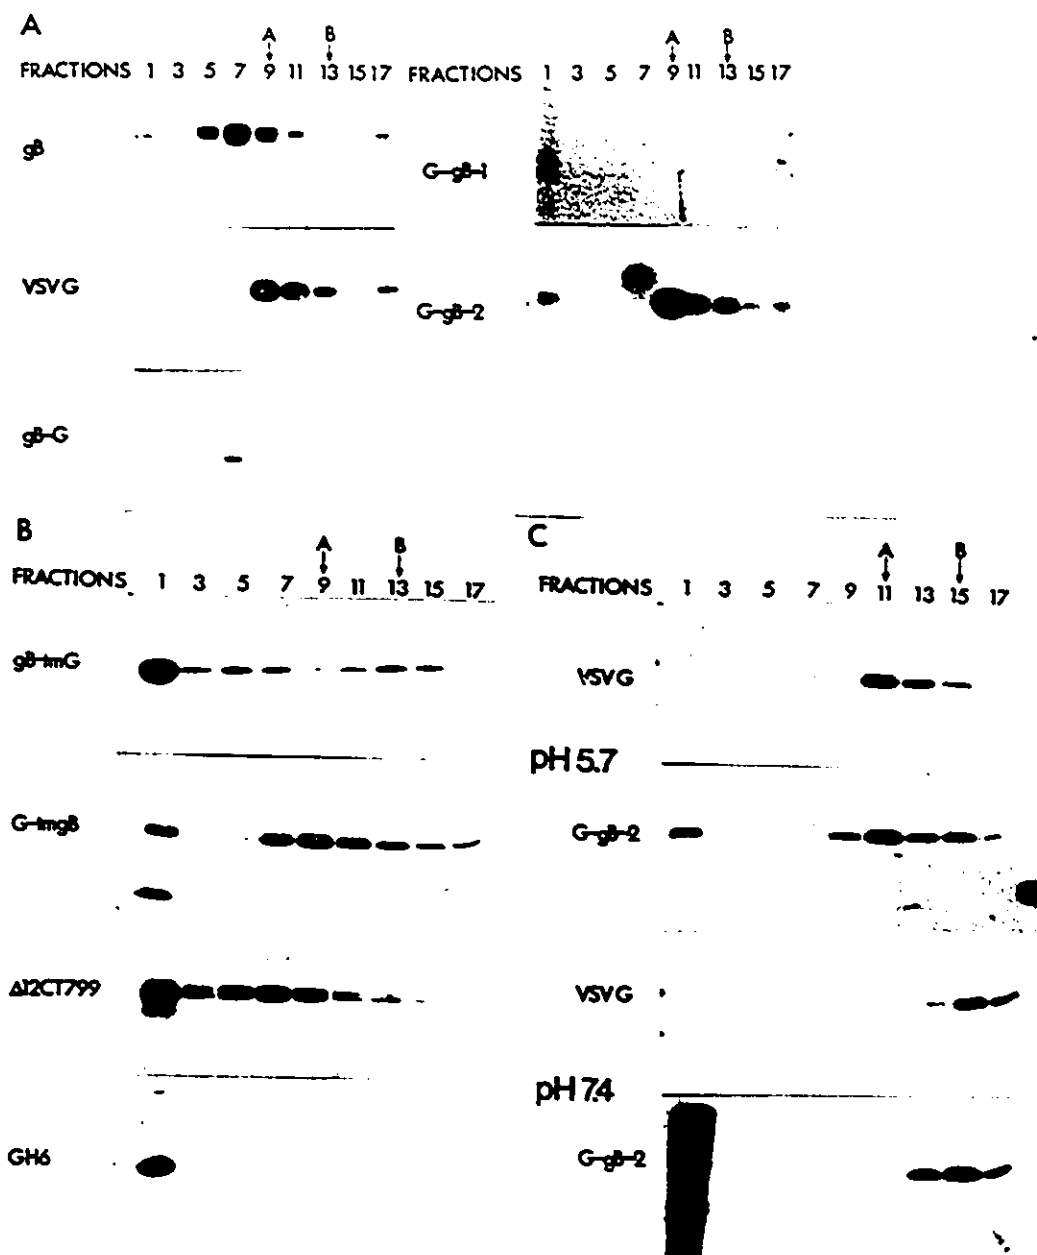 A
A B A B
FRACTIONS 1 3 5 7 9 11 13 15 17 FRACTIONS 1 3 5 7 9 11 13 15 17
gB
G-gB-1
VSV G
G-gB-2
gB-G
B
A B
FRACTIONS 1 3 5 7 9 11 13 15 17
gB-tmG
G-tmgB
Δ12CT799
GH6
C
A B
FRACTIONS 1 3 5 7 9 11 13 15 17
VSV G
pH 5.7
G-gB-2
VSV G
pH 7.4
G-gB-2